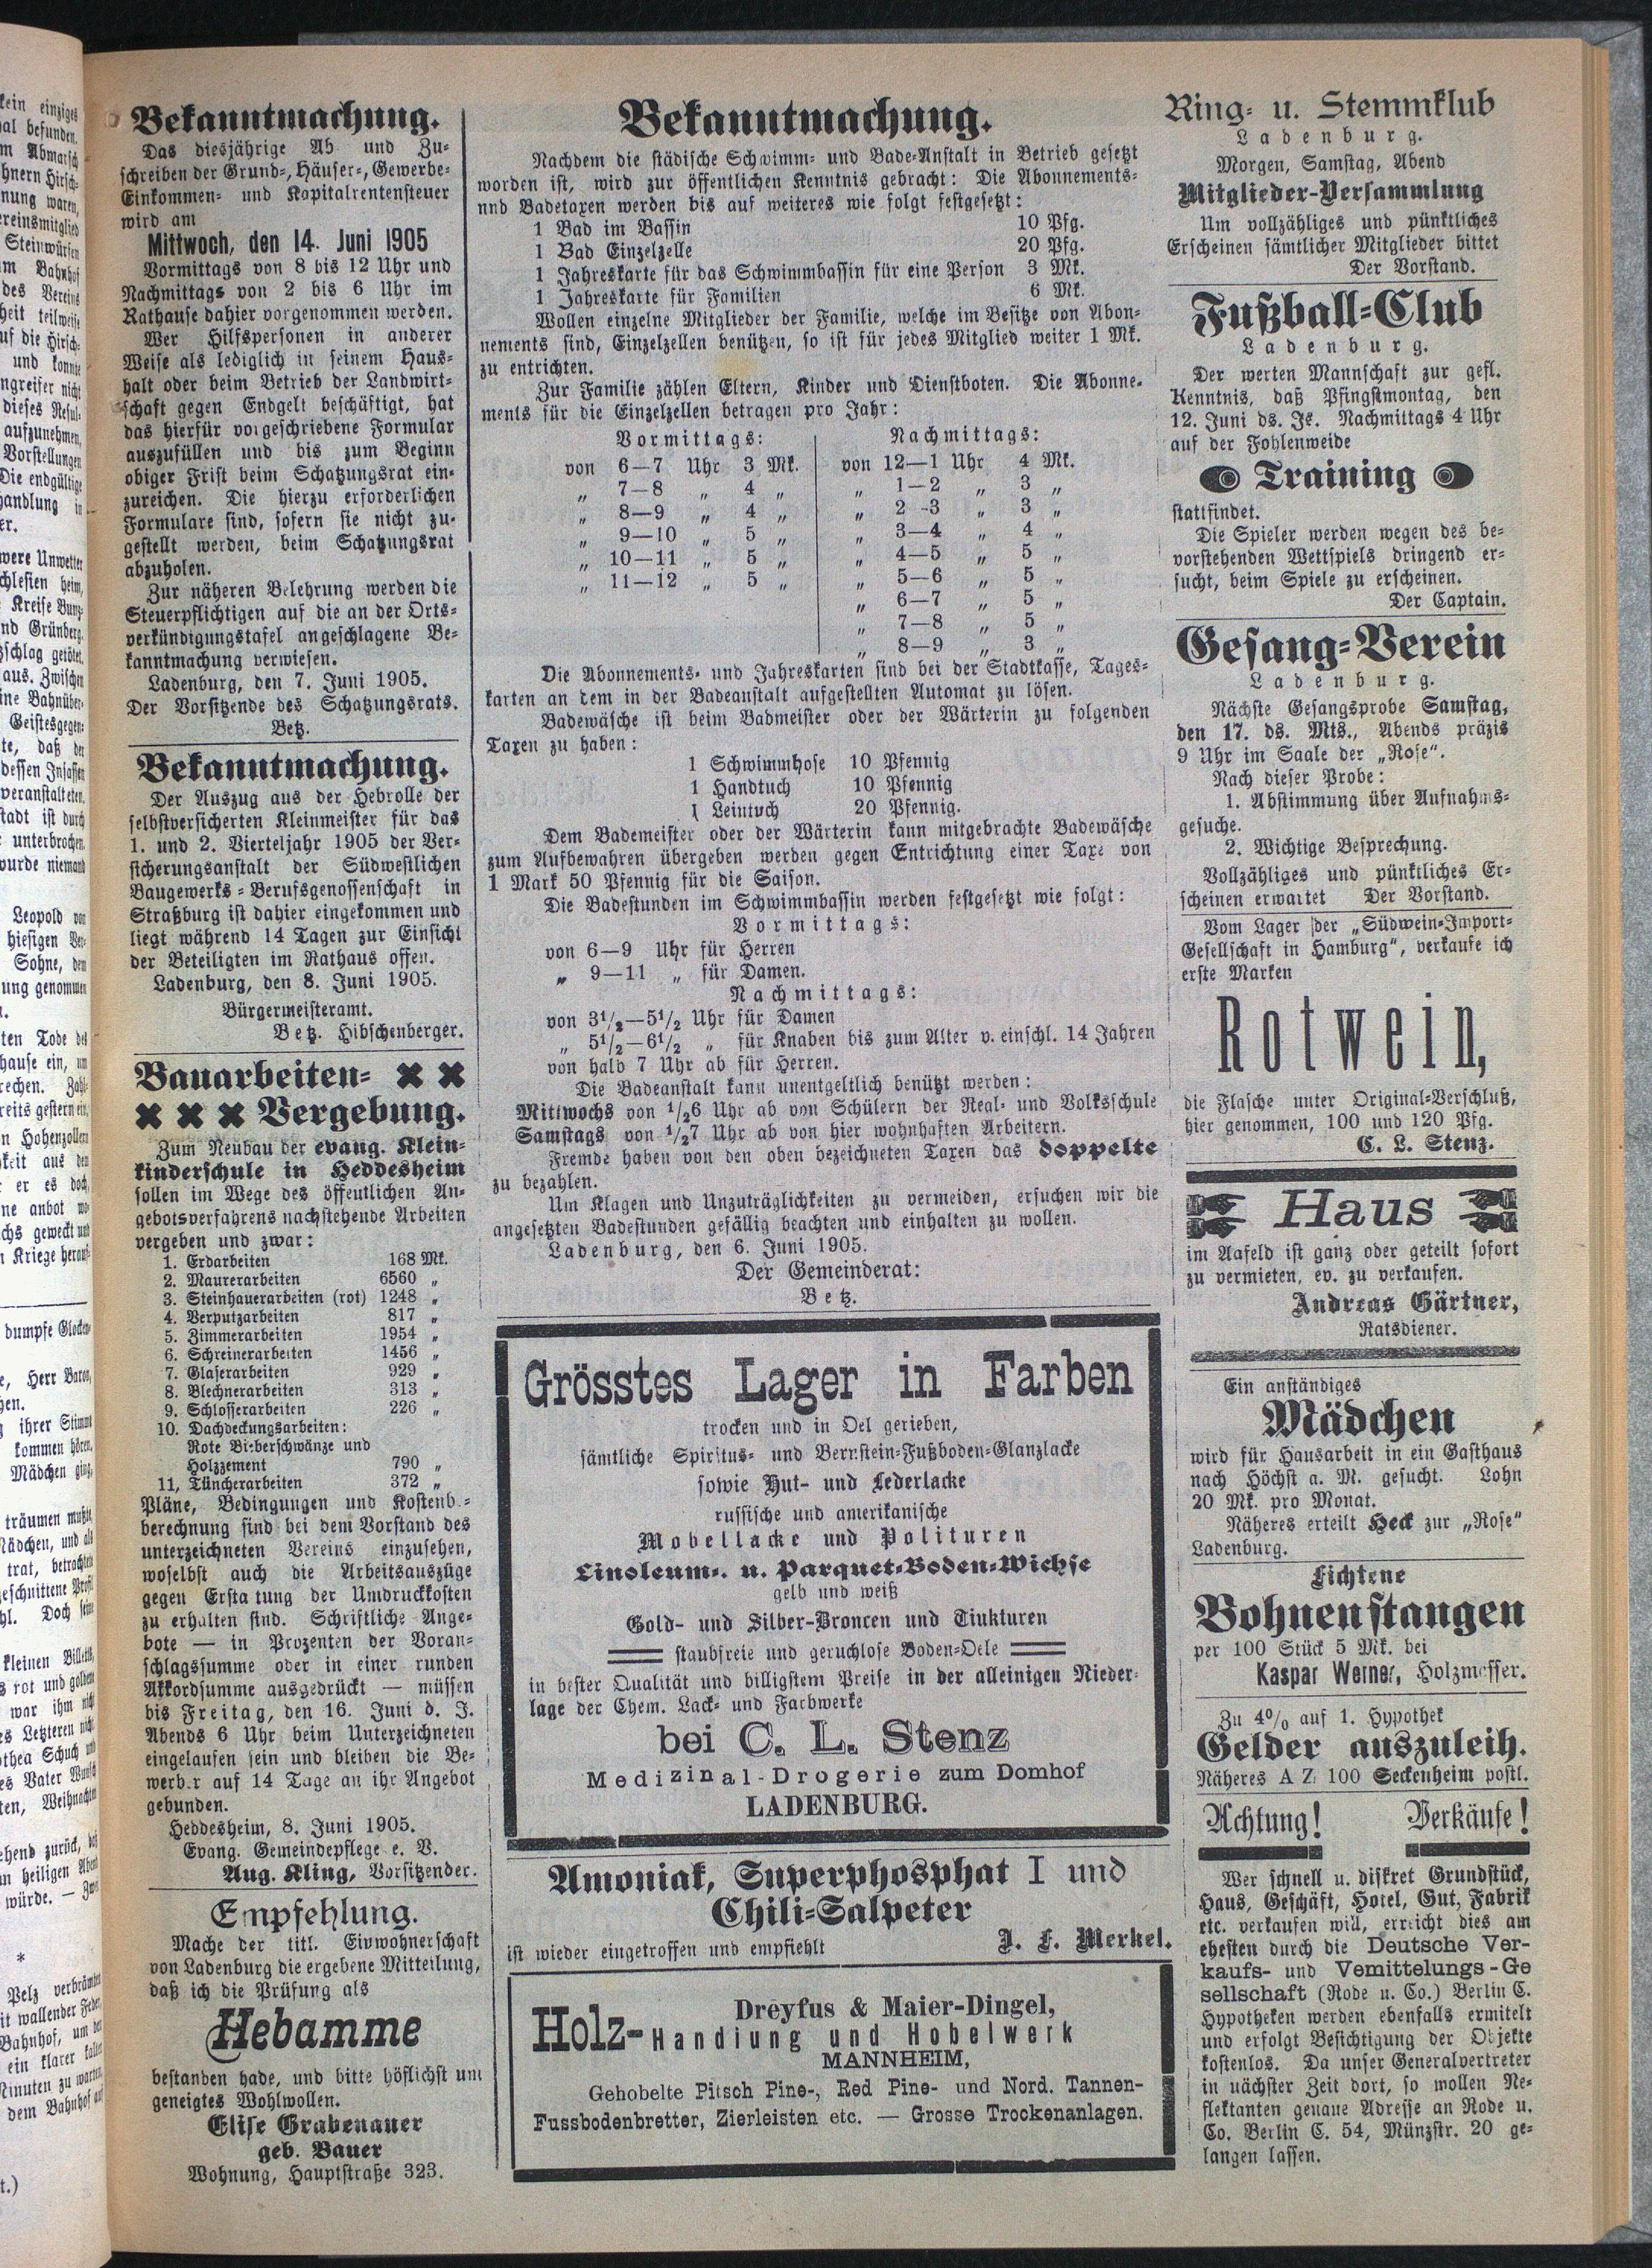 Bekanntmachung.
Das diesjährige Ab und Zu-
schreiben der Grund-, Häuser-, Gewerbe-
Einkommen- und Kapitalrentensteuer
wird am
Mittwoch, den 14. Juni 1905
Vormittags von 8 bis 12 Uhr und
Nachmittags von 2 bis 6 Uhr im
Rathause dahier vorgenommen werden.
Wer Hilfspersonen in anderer
Weise als lediglich in seinem Haus-
halt oder beim Betrieb der Landwirt-
schaft gegen Endgelt beschäftigt, hat
das hierfür vorgeschriebene Formular
auszufüllen und bis zum Beginn
obiger Frist beim Schatzungsrat ein-
zureichen. Die hierzu erforderlichen
Formulare sind, sofern sie nicht zu-
gestellt werden, beim Schatzungsrat
abzuholen.
Zur näheren Belehrung werden die
Steuerpflichtigen auf die an der Orts-
verkündigungstafel angeschlagene Be-
kanntmachung verwiesen.
Ladenburg, den 7. Juni 1905.
Der Vorsitzende des Schatzungsrats.
Betz.
Bekanntmachung.
Der Auszug aus der Hebrolle der
selbstversicherten Kleinmeister für das
1. und 2. Vierteljahr 1905 der Ver-
sicherungsanstalt der Südwestlichen
Baugewerks-Berufsgenossenschaft in
Straßburg ist dahier eingekommen und
liegt während 14 Tagen zur Einsicht
der Beteiligten im Rathaus offen.
Ladenburg, den 8. Juni 1905.
Bürgermeisteramt.
Betz. Hibschenberger.
Bauarbeiten-
Vergebung.
Zum Neubau der evang. Klein-
kinderschule in Heddesheim
sollen im Wege des öffentlichen An-
gebotsverfahrens nachstehende Arbeiten
vergeben und zwar:
1. Erdarbeiten 168 Mk.
2. Maurerarbeiten 6560 „
3. Steinhauerarbeiten (rot) 1248 „
4. Verputzarbeiten 817 „
5. Zimmerarbeiten 1954 „
6. Schreinerarbeiten 1456 „
7. Glaserarbeiten 929 „
8. Blechnerarbeiten 313 „
9. Schlosserarbeiten 226 „
10. Dachdeckungsarbeiten:
Rote Bieberschwänze und
Holzzement 790 „
11, Tüncherarbeiten 372 „
Pläne, Bedingungen und Kostenb.-
berechnung sind bei dem Vorstand des
unterzeichneten Vereins einzusehen,
woselbst auch die Arbeitsauszüge
gegen Ersta tung der Umdruckkosten
zu erhalten sind. Schriftliche Ange-
bote — in Prozenten der Voran-
schlagssumme oder in einer runden
Akkordsumme ausgedrückt — müssen
bis Freitag, den 16. Juni d. J.
Abends 6 Uhr beim Unterzeichneten
eingelaufen sein und bleiben die Be-
werb.r auf 14 Tage an ihr Angebot
gebunden.
Heddesheim, 8. Juni 1905.
Evang. Gemeindepflege e. V.
Aug. Kling, Vorsitzender.
Empfehlung.
Mache der titl. Einwohnerschaft
von Ladenburg die ergebene Mitteilung,
daß ich die Prüfung als
Hebamme
bestanden habe, und bitte höflichst um
geneigtes Wohlwollen.
Elise Grabenauer
geb. Bauer
Wohnung, Hauptstraße 323.
Bekanntmachung.
Nachdem die städische Schwimm- und Bade-Anstalt in Betrieb gesetzt
worden ist, wird zur öffentlichen Kenntnis gebracht: Die Abonnements-
und Badetaxen werden bis auf weiteres wie folgt festgesetzt:
1 Bad im Bassin 10 Pfg.
1 Bad Einzelzelle 20 Pfg.
1 Jahreskarte für das Schwimmbassin für eine Person 3 Mk.
1 Jahreskarte für Familien 6 Mk.
Wollen einzelne Mitglieder der Familie, welche im Besitze von Abon-
nements sind, Einzelzellen benützen, so ist für jedes Mitglied weiter 1 Mk.
zu entrichten.
Zur Familie zählen Eltern, Kinder und Dienstboten. Die Abonne-
ments für die Einzelzellen betragen pro Jahr:
Vormittags:
von 6—7 Uhr 3 Mk.
„ 7—8 „ 4 „
„ 8—9 „ 4 „
„ 9—10 „ 5 „
„ 10—11 „ 5 „
„ 11—12 „ 5 „
Nachmittags:
von 12—1 Uhr 4 Mk.
„ 1—2 „ 3 „
„ 2-3 „ 3 „
„ 3—4 „ 4 „
„ 4—5 „ 5 „
„ 5—6 „ 5 „
„ 6—7 „ 5 „
„ 7—8 „ 5 „
„ 8—9 „ 3 „
Die Abonnements- und Jahreskarten sind bei der Stadtkasse, Tages-
karten an dem in der Badeanstalt aufgestellten Automat zu lösen.
Badewäsche ist beim Badmeister oder der Wärterin zu folgenden
Taxen zu haben:
1 Schwimmhose 10 Pfennig
1 Handtuch 10 Pfennig
1 Leintuch 20 Pfennig.
Dem Bademeister oder der Wärterin kann mitgebrachte Badewäsche
zum Aufbewahren übergeben werden gegen Entrichtung einer Taxe von
1 Mark 50 Pfennig für die Saison.
Die Badestunden im Schwimmbassin werden festgesetzt wie folgt:
Vormittags:
von 6—9 Uhr für Herren
„ 9—11 „ für Damen.
Nachmittags:
von 3½—5½ Uhr für Damen
„ 5½—6½ „ für Knaben bis zum Alter v. einschl. 14 Jahren
von halb 7 Uhr ab für Herren.
Die Badeanstalt kann unentgeltlich benützt werden:
Mittwochs von ½6 Uhr ab von Schülern der Real- und Volksschule
Samstags von ½7 Uhr ab von hier wohnhaften Arbeitern.
Fremde haben von den oben bezeichneten Taxen das doppelte
zu bezahlen.
Um Klagen und Unzuträglichkeiten zu vermeiden, ersuchen wir die
angesetzten Badestunden gefällig beachten und einhalten zu wollen.
Ladenburg, den 6. Juni 1905.
Der Gemeinderat:
Betz.
Grösstes Lager in Farben
trocken und in Oel gerieben,
sämtliche Spiritus- und Bernstein-Fußboden-Glanzlacke
sowie Hut- und Lederlacke
russische und amerikanische
Mobellacke und Polituren
Linoleum-. u. Parquet-Boden-Wichse
gelb und weiß
Gold- und Silber-Broncen und Tinkturen
staubfreie und geruchlose Boden-Oele
in bester Qualität und billigstem Preise in der alleinigen Nieder-
lage der Chem. Lack- und Farbwerke
bei C. L. Stenz
Medizinal-Drogerie zum Domhof
LADENBURG.
Amoniak, Superphosphat I und
Chili-Salpeter
ist wieder eingetroffen und empfiehlt J. F. Merkel.
Dreyfus & Maier-Dingel,
Holz-Handlung und Hobelwerk
MANNHEIM,
Gehobelte Pitsch Pine-, Red Pine- und Nord. Tannen-
Fussbodenbretter, Zierleisten etc. — Grosse Trockenanlagen.
Ring- u. Stemmklub
Ladenburg.
Morgen, Samstag, Abend
Mitglieder-Versammlung
Um vollzähliges und pünktliches
Erscheinen sämtlicher Mitglieder bittet
Der Vorstand.
Fußball-Club
Ladenburg.
Der werten Mannschaft zur gefl.
Kenntnis, daß Pfingstmontag, den
12. Juni ds. Js. Nachmittags 4 Uhr
auf der Fohlenweide
Training
stattfindet.
Die Spieler werden wegen des be-
vorstehenden Wettspiels dringend er-
sucht, beim Spiele zu erscheinen.
Der Captain.
Gesang-Verein
Ladenburg.
Nächste Gesangsprobe Samstag,
den 17. ds. Mts., Abends präzis
9 Uhr im Saale der „Rose“.
Nach dieser Probe:
1. Abstimmung über Aufnahms-
gesuche.
2. Wichtige Besprechung.
Vollzähliges und pünktliches Er-
scheinen erwartet Der Vorstand.
Vom Lager der „Südwein-Import-
Gesellschaft in Hamburg“, verkaufe ich
erste Marken
Rotwein,
die Flasche unter Original-Verschluß,
hier genommen, 100 und 120 Pfg.
C. L. Stenz.
Haus
im Aafeld ist ganz oder geteilt sofort
zu vermieten, ev. zu verkaufen.
Andreas Gärtner,
Ratsdiener.
Ein anständiges
Mädchen
wird für Hausarbeit in ein Gasthaus
nach Höchst a. M. gesucht. Lohn
20 Mk. pro Monat.
Näheres erteilt Heck zur „Rose“
Ladenburg.
Fichtene
Bohnenstangen
per 100 Stück 5 Mk. bei
Kaspar Werner, Holzmesser.
Zu 4% auf 1. Hypothek
Gelder auszuleih.
Näheres A Z. 100 Seckenheim postl.
Achtung! Verkäufe!
Wer schnell u. diskret Grundstück,
Haus, Geschäft, Hotel, Gut, Fabrik
etc. verkaufen will, erreicht dies am
ehesten durch die Deutsche Ver-
kaufs- und Vemittelungs-Ge
sellschaft (Rode u. Co.) Berlin C.
Hypotheken werden ebenfalls ermitelt
und erfolgt Besichtigung der Objekte
kostenlos. Da unser Generalvertreter
in nächster Zeit dort, so wollen Re-
flektanten genaue Adresse an Rode u.
Co. Berlin C. 54, Münzstr. 20 ge-
langen lassen.